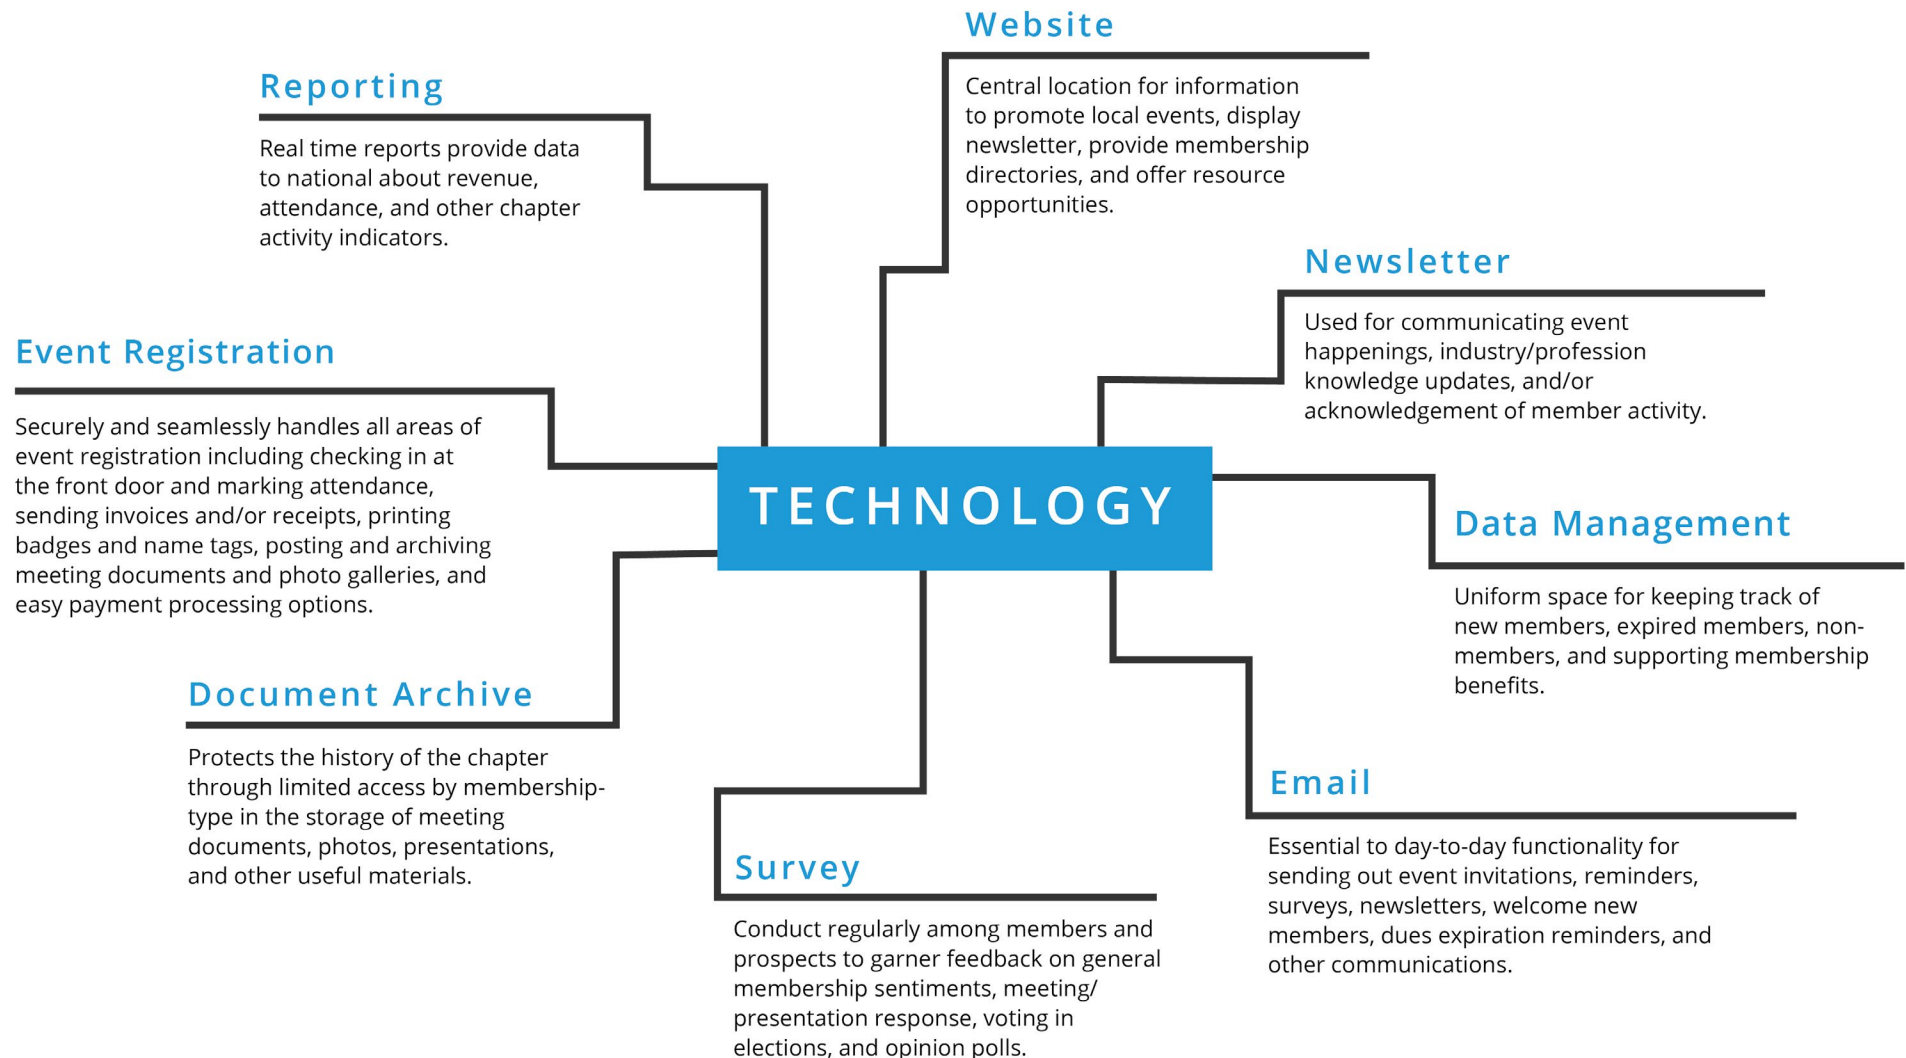 Website
Central location for information
to promote local events, display
newsletter, provide membership
directories, and offer resource
opportunities.
Reporting
Real time reports provide data
to national about revenue,
attendance, and other chapter
activity indicators.
Newsletter
Used for communicating event
happenings, industry/profession
knowledge updates, and/or
acknowledgement of member activity.
Event Registration
Securely and seamlessly handles all areas of
event registration including checking in at
the front door and marking attendance,
sending invoices and/or receipts, printing
badges and name tags, posting and archiving
meeting documents and photo galleries, and
easy payment processing options.
TECHNOLOGY
Data Management
Uniform space for keeping track of
new members, expired members, non-
members, and supporting membership
benefits.
Document Archive
Protects the history of the chapter
through limited access by membership-
type in the storage of meeting
documents, photos, presentations,
and other useful materials.
Email
Essential to day-to-day functionality for
sending out event invitations, reminders,
surveys, newsletters, welcome new
members, dues expiration reminders, and
other communications.
Survey
Conduct regularly among members and
prospects to garner feedback on general
membership sentiments, meeting/
presentation response, voting in
elections, and opinion polls.